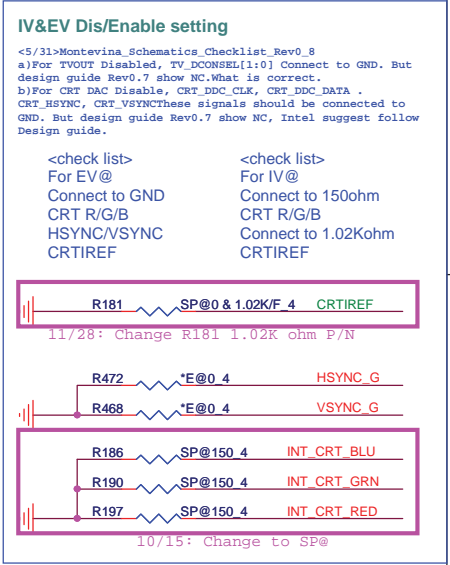 IV&EV Dis/Enable setting
<5/31>Montevina_Schematics_Checklist_Rev0_8
a)For TVOUT Disabled, TV_DCONSEL[1:0] Connect to GND. But
design guide Rev0.7 show NC.What is correct.
b)For CRT DAC Disable, CRT_DDC_CLK, CRT_DDC_DATA .
CRT_HSYNC, CRT_VSYNCThese signals should be connected to
GND. But design guide Rev0.7 show NC, Intel suggest follow
Design guide.
<check list>
For EV@
Connect to GND
CRT R/G/B
HSYNC/VSYNC
CRTIREF
<check list>
For IV@
Connect to 150ohm
CRT R/G/B
Connect to 1.02Kohm
CRTIREF
R181 SP@0 & 1.02K/F_4 CRTIREF
11/28: Change R181 1.02K ohm P/N
R472 *E@0_4 HSYNC_G
R468 *E@0_4 VSYNC_G
R186 SP@150_4 INT_CRT_BLU
R190 SP@150_4 INT_CRT_GRN
R197 SP@150_4 INT_CRT_RED
10/15: Change to SP@